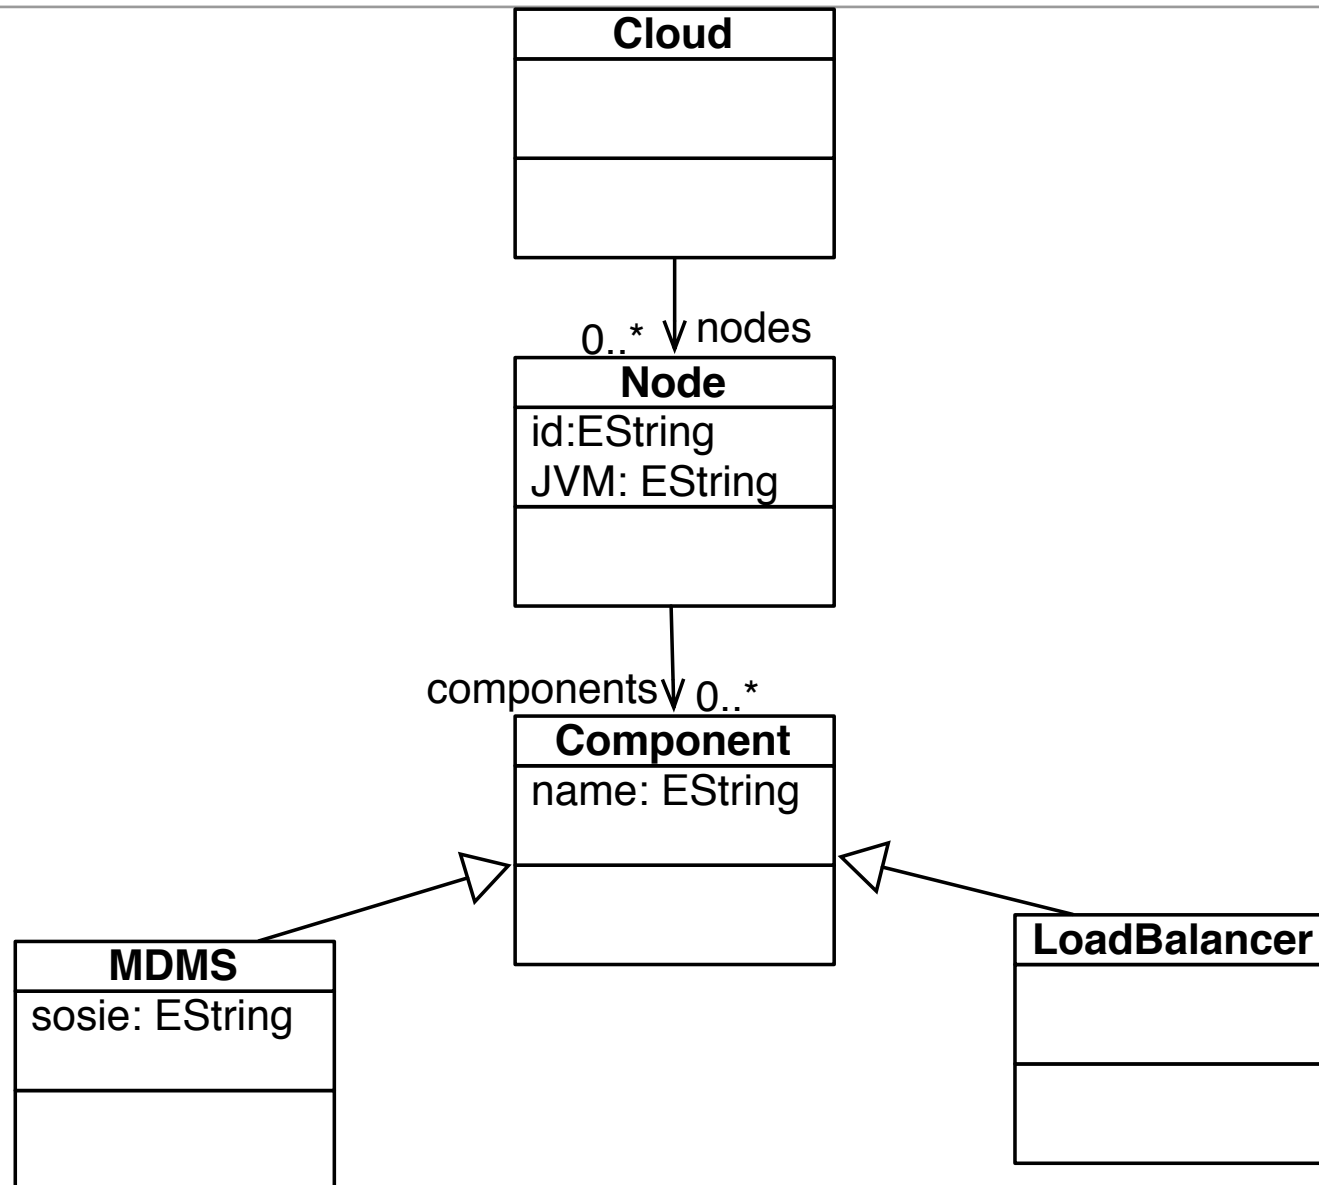 Cloud
0..* nodes
Node
id:EString
JVM: EString
components 0..*
Component
name: EString
MDMS
sosie: EString
LoadBalancer